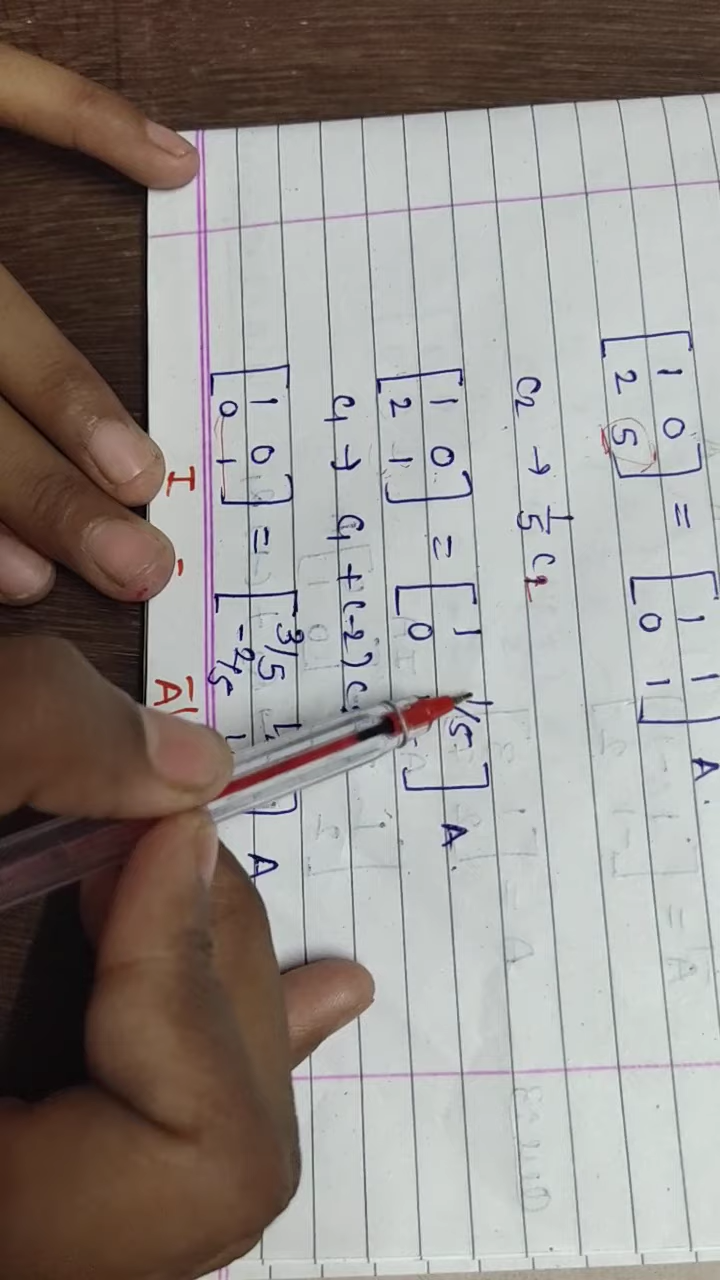 [1 0] = [1 1] A.
[2 5] [0 1]
C₂ → 1/5 C₂
[1 0] = [1 1/5] A.
[2 1] [0
C₁ → C₁ + (-2) C
[1 0] = [3/5 A
[0 1] [-2/5
I - A⁻¹